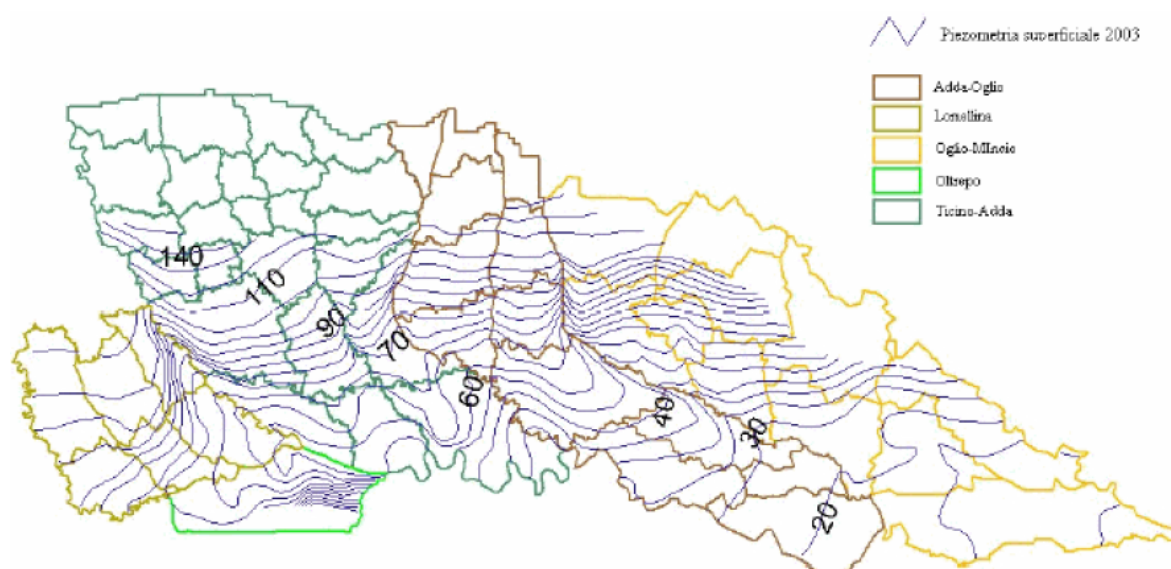 Piezometria superficiale 2003
Adda-Oglio
Lomellina
Oglio-MIncio
Oltrepo
Ticino-Adda
140
110
90
70
60
40
30
20